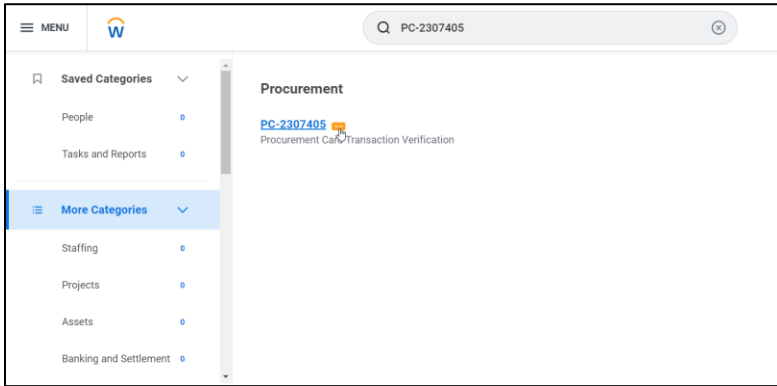 MENU
W
PC-2307405
Saved Categories
People 0
Tasks and Reports 0
More Categories
Staffing 0
Projects 0
Assets 0
Banking and Settlement 0
Procurement
PC-2307405
Procurement Card Transaction Verification